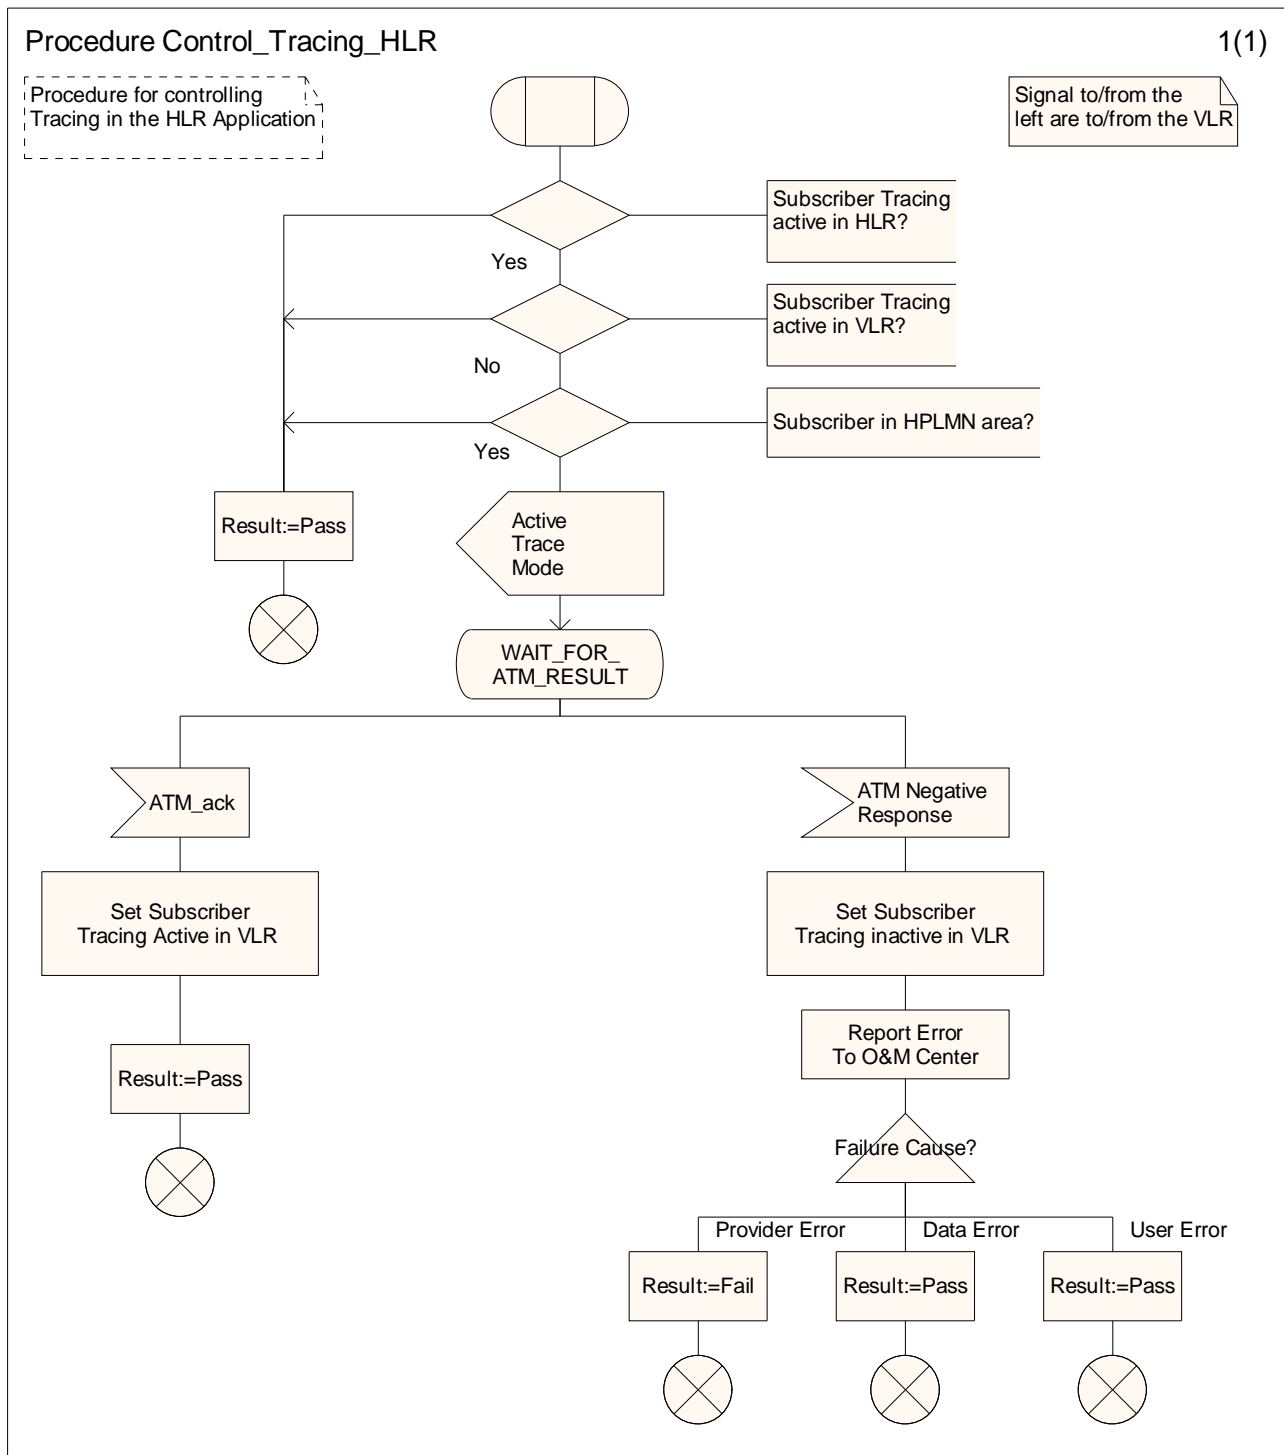 Procedure Control_Tracing_HLR
1(1)
Procedure for controlling
Tracing in the HLR Application
Signal to/from the
left are to/from the VLR
Subscriber Tracing
active in HLR?
Yes
Subscriber Tracing
active in VLR?
No
Subscriber in HPLMN area?
Yes
Result:=Pass
Active
Trace
Mode
WAIT_FOR_
ATM_RESULT
ATM_ack
ATM Negative
Response
Set Subscriber
Tracing Active in VLR
Set Subscriber
Tracing inactive in VLR
Report Error
To O&M Center
Result:=Pass
Failure Cause?
Provider Error
Data Error
User Error
Result:=Fail
Result:=Pass
Result:=Pass